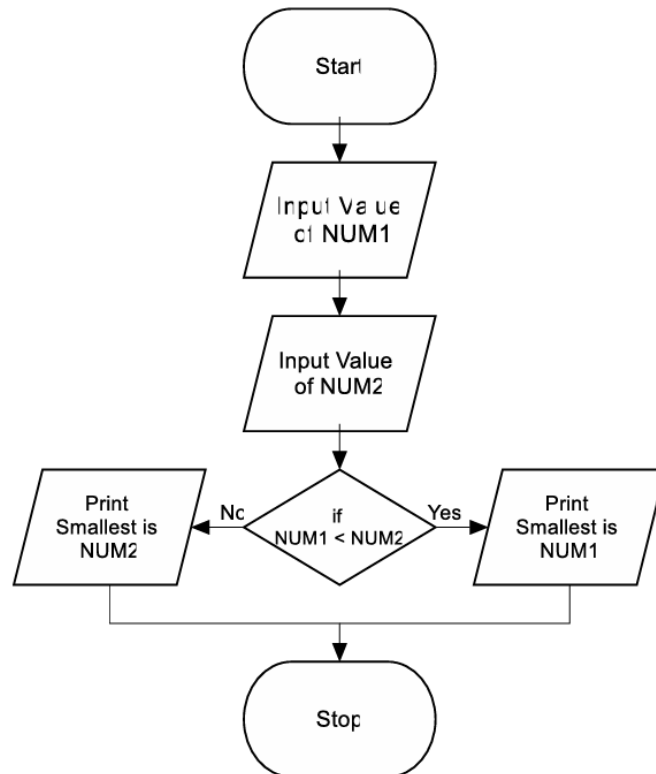 Start
Input Value
of NUM1
Input Value
of NUM2
No
if
NUM1 < NUM2
Yes
Print
Smallest is
NUM2
Print
Smallest is
NUM1
Stop